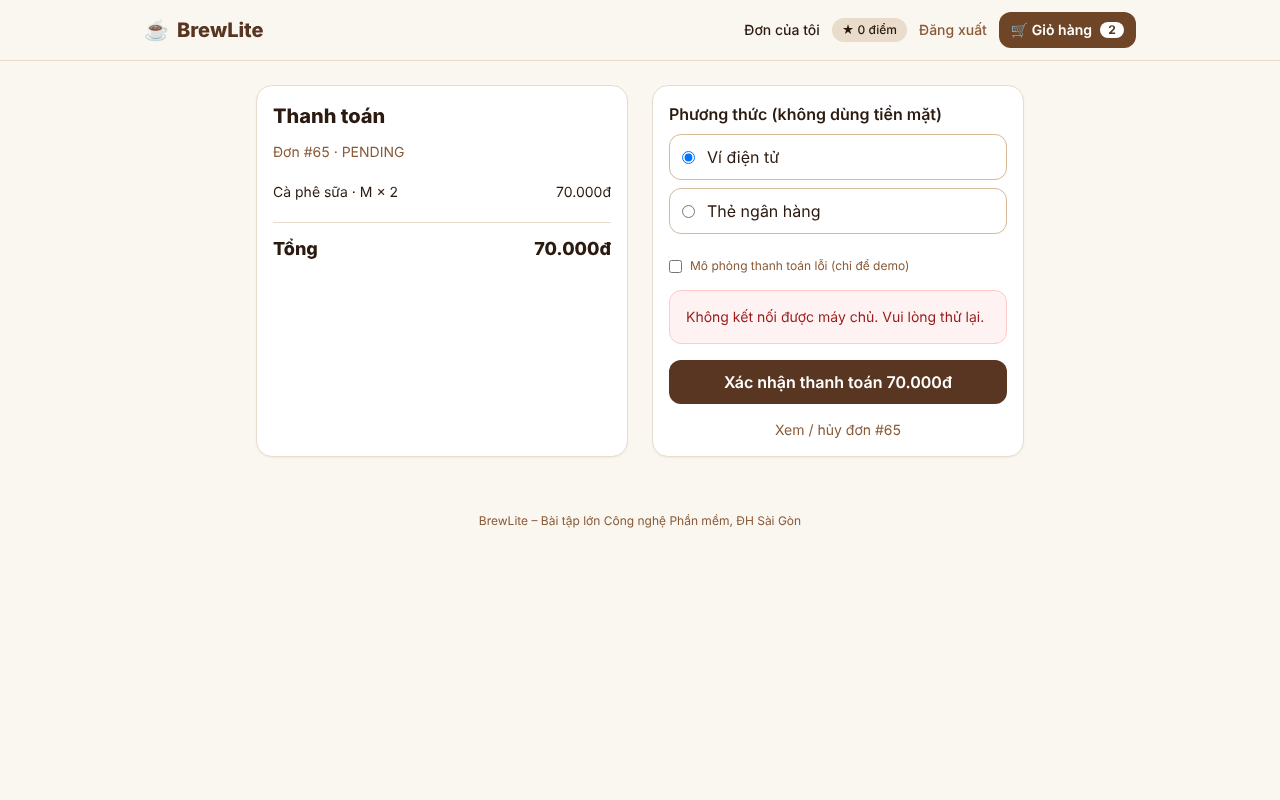 ☕ BrewLite
Đơn của tôi
★ 0 điểm
Đăng xuất
🛒 Giỏ hàng 2
Thanh toán
Đơn #65 · PENDING
Cà phê sữa · M × 2 70.000đ
Tổng 70.000đ
Phương thức (không dùng tiền mặt)
Ví điện tử
Thẻ ngân hàng
Mô phỏng thanh toán lỗi (chỉ để demo)
Không kết nối được máy chủ. Vui lòng thử lại.
Xác nhận thanh toán 70.000đ
Xem / hủy đơn #65
BrewLite – Bài tập lớn Công nghệ Phần mềm, ĐH Sài Gòn